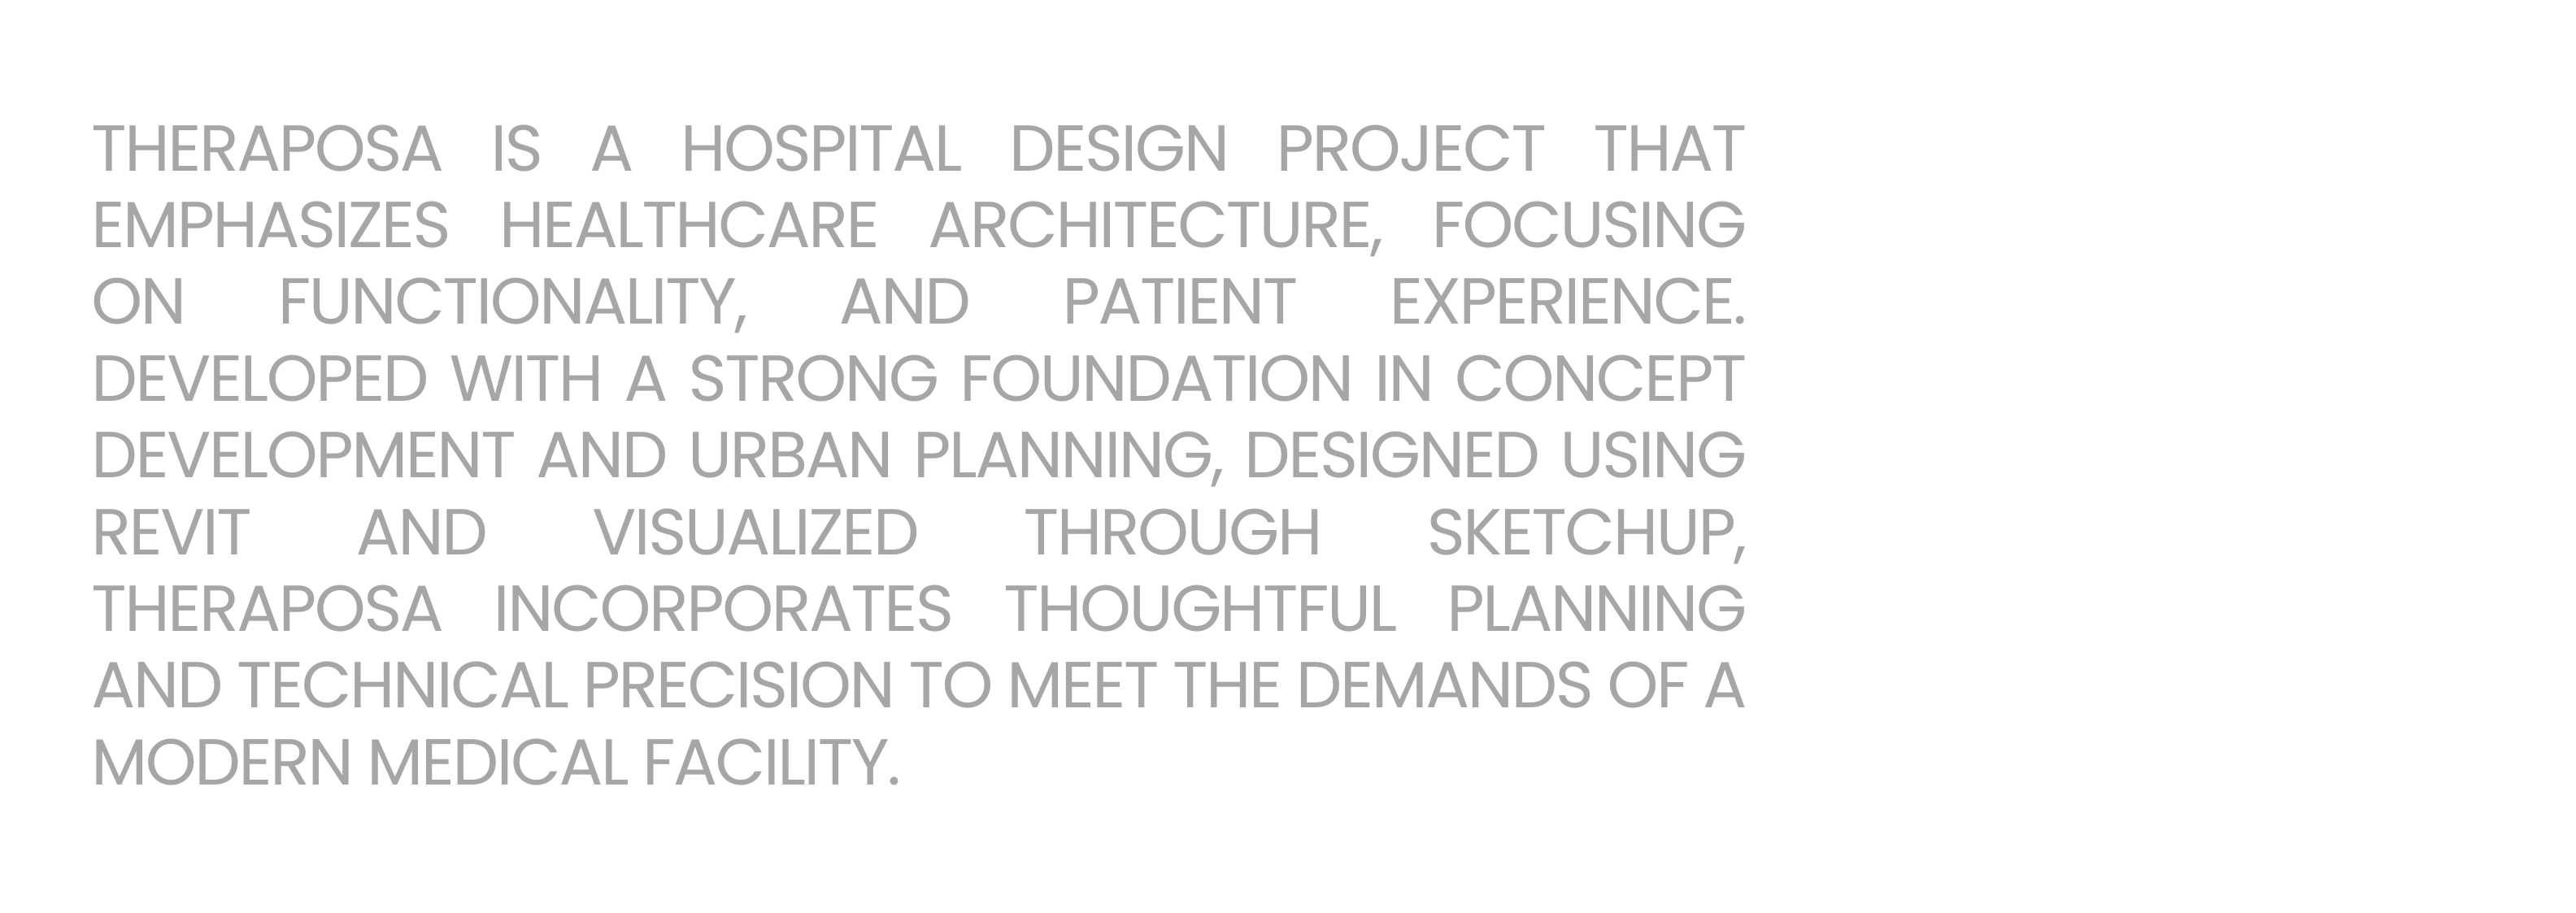 THERAPOSA IS A HOSPITAL DESIGN PROJECT THAT
EMPHASIZES HEALTHCARE ARCHITECTURE, FOCUSING
ON FUNCTIONALITY, AND PATIENT EXPERIENCE.
DEVELOPED WITH A STRONG FOUNDATION IN CONCEPT
DEVELOPMENT AND URBAN PLANNING, DESIGNED USING
REVIT AND VISUALIZED THROUGH SKETCHUP,
THERAPOSA INCORPORATES THOUGHTFUL PLANNING
AND TECHNICAL PRECISION TO MEET THE DEMANDS OF A
MODERN MEDICAL FACILITY.